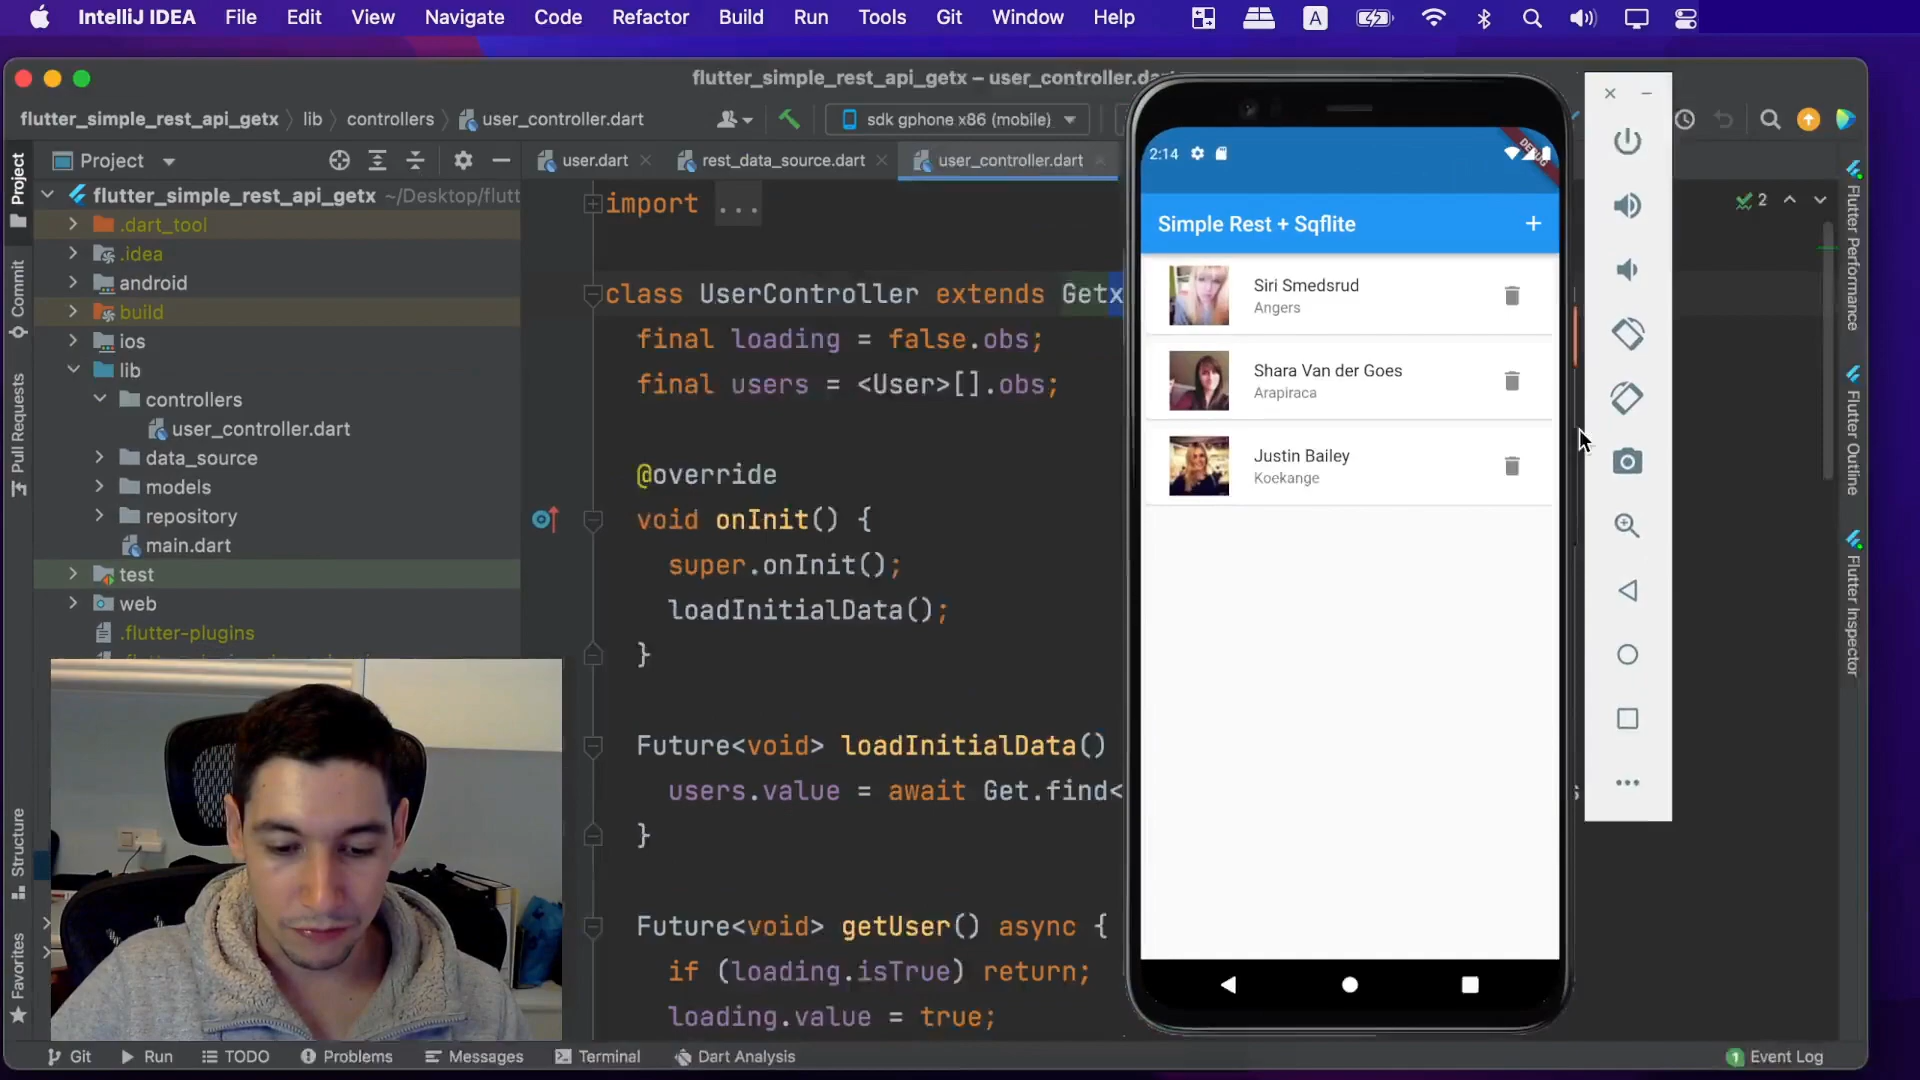 IntelliJ IDEA File Edit View Navigate Code Refactor Build Run Tools Git Window Help A
flutter_simple_rest_api_getx – user_controller.dart
flutter_simple_rest_api_getx lib controllers user_controller.dart sdk gphone x86 (mobile)
Project
user.dart rest_data_source.dart user_controller.dart
flutter_simple_rest_api_getx ~/Desktop/flutt
.dart_tool
.idea
android
build
ios
lib
controllers
user_controller.dart
data_source
models
repository
main.dart
test
web
.flutter-plugins
Project
Commit
Pull Requests
Structure
Favorites
import ...
class UserController extends Getx
final loading = false.obs;
final users = <User>[].obs;
@override
void onInit() {
super.onInit();
loadInitialData();
}
Future<void> loadInitialData()
users.value = await Get.find<
}
Future<void> getUser() async {
if (loading.isTrue) return;
loading.value = true;
2:14
DEBUG
Simple Rest + Sqflite +
Siri Smedsrud
Angers
Shara Van der Goes
Arapiraca
Justin Bailey
Koekange
2
Flutter Performance
Flutter Outline
Flutter Inspector
Git Run TODO Problems Messages Terminal Dart Analysis 1 Event Log